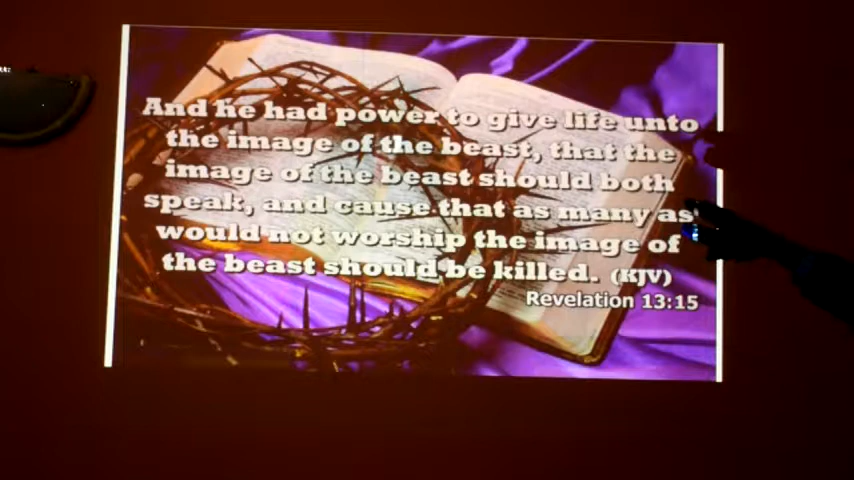 And he had power to give life unto
the image of the beast, that the
image of the beast should both
speak, and cause that as many as
would not worship the image of
the beast should be killed. (KJV)
Revelation 13:15